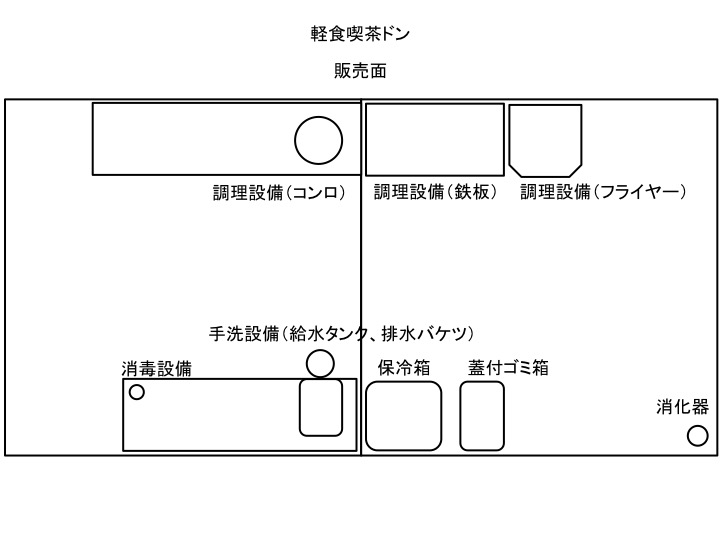 軽食喫茶ドン
販売面
調理設備（コンロ）
調理設備（鉄板）
調理設備（フライヤー）
手洗設備（給水タンク、排水バケツ）
消毒設備
保冷箱
蓋付ゴミ箱
消化器